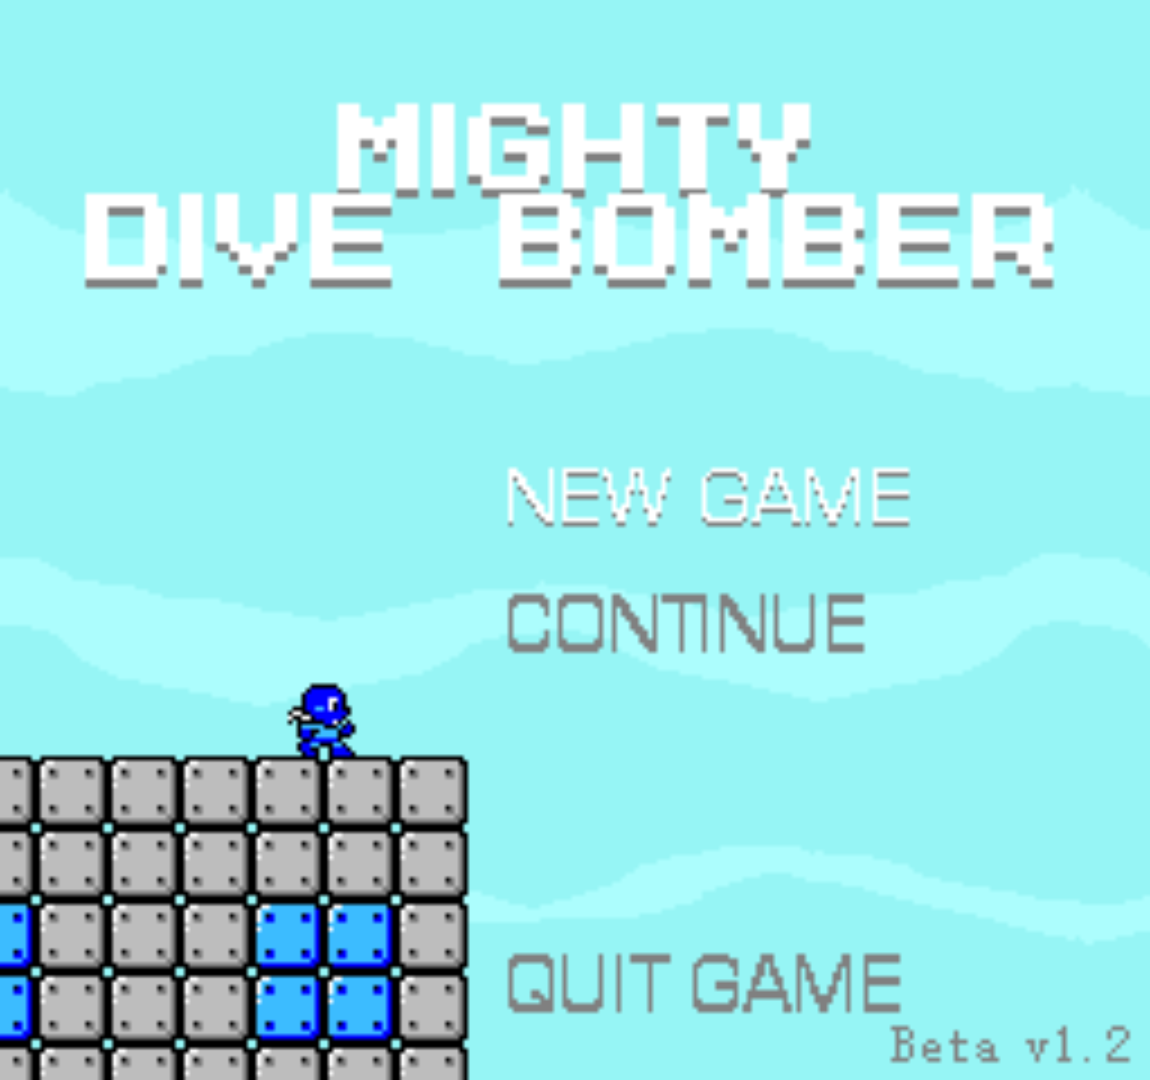 MIGHTY
DIVE BOMBER
NEW GAME
CONTINUE
QUIT GAME
Beta v1.2